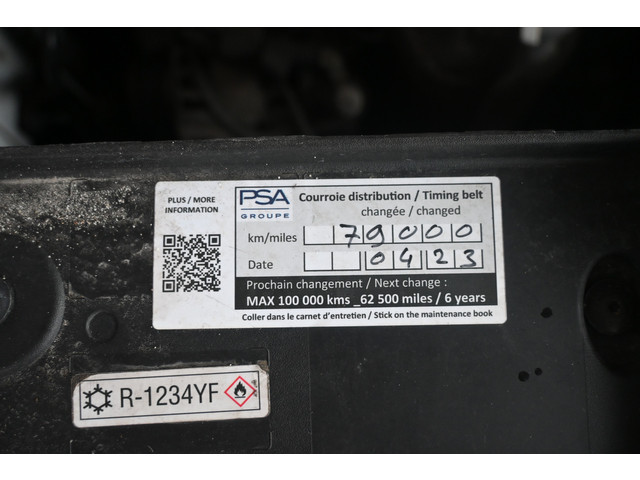 PLUS / MORE
INFORMATION
PSA
GROUPE
Courroie distribution / Timing belt
changée / changed
km/miles 79000
Date 0423
Prochain changement / Next change :
MAX 100 000 kms _62 500 miles / 6 years
Coller dans le carnet d'entretien / Stick on the maintenance book
R-1234YF